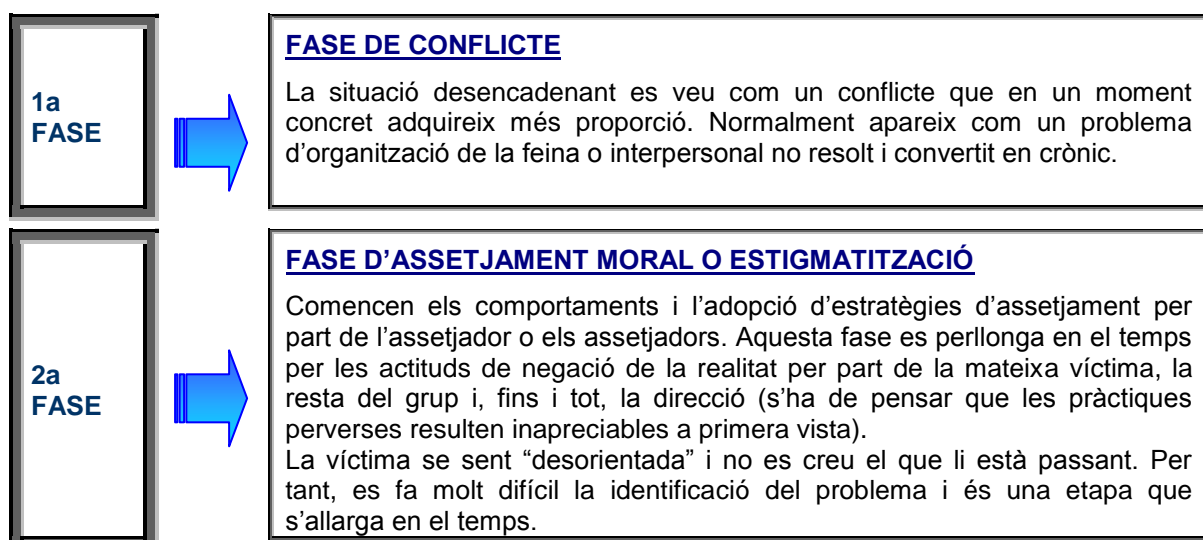 1a
FASE
FASE DE CONFLICTE
La situació desencadenant es veu com un conflicte que en un moment
concret adquireix més proporció. Normalment apareix com un problema
d’organització de la feina o interpersonal no resolt i convertit en crònic.
2a
FASE
FASE D’ASSETJAMENT MORAL O ESTIGMATITZACIÓ
Comencen els comportaments i l’adopció d’estratègies d’assetjament per
part de l’assetjador o els assetjadors. Aquesta fase es perllonga en el temps
per les actituds de negació de la realitat per part de la mateixa víctima, la
resta del grup i, fins i tot, la direcció (s’ha de pensar que les pràctiques
perverses resulten inapreciables a primera vista).
La víctima se sent “desorientada” i no es creu el que li està passant. Per
tant, es fa molt difícil la identificació del problema i és una etapa que
s’allarga en el temps.